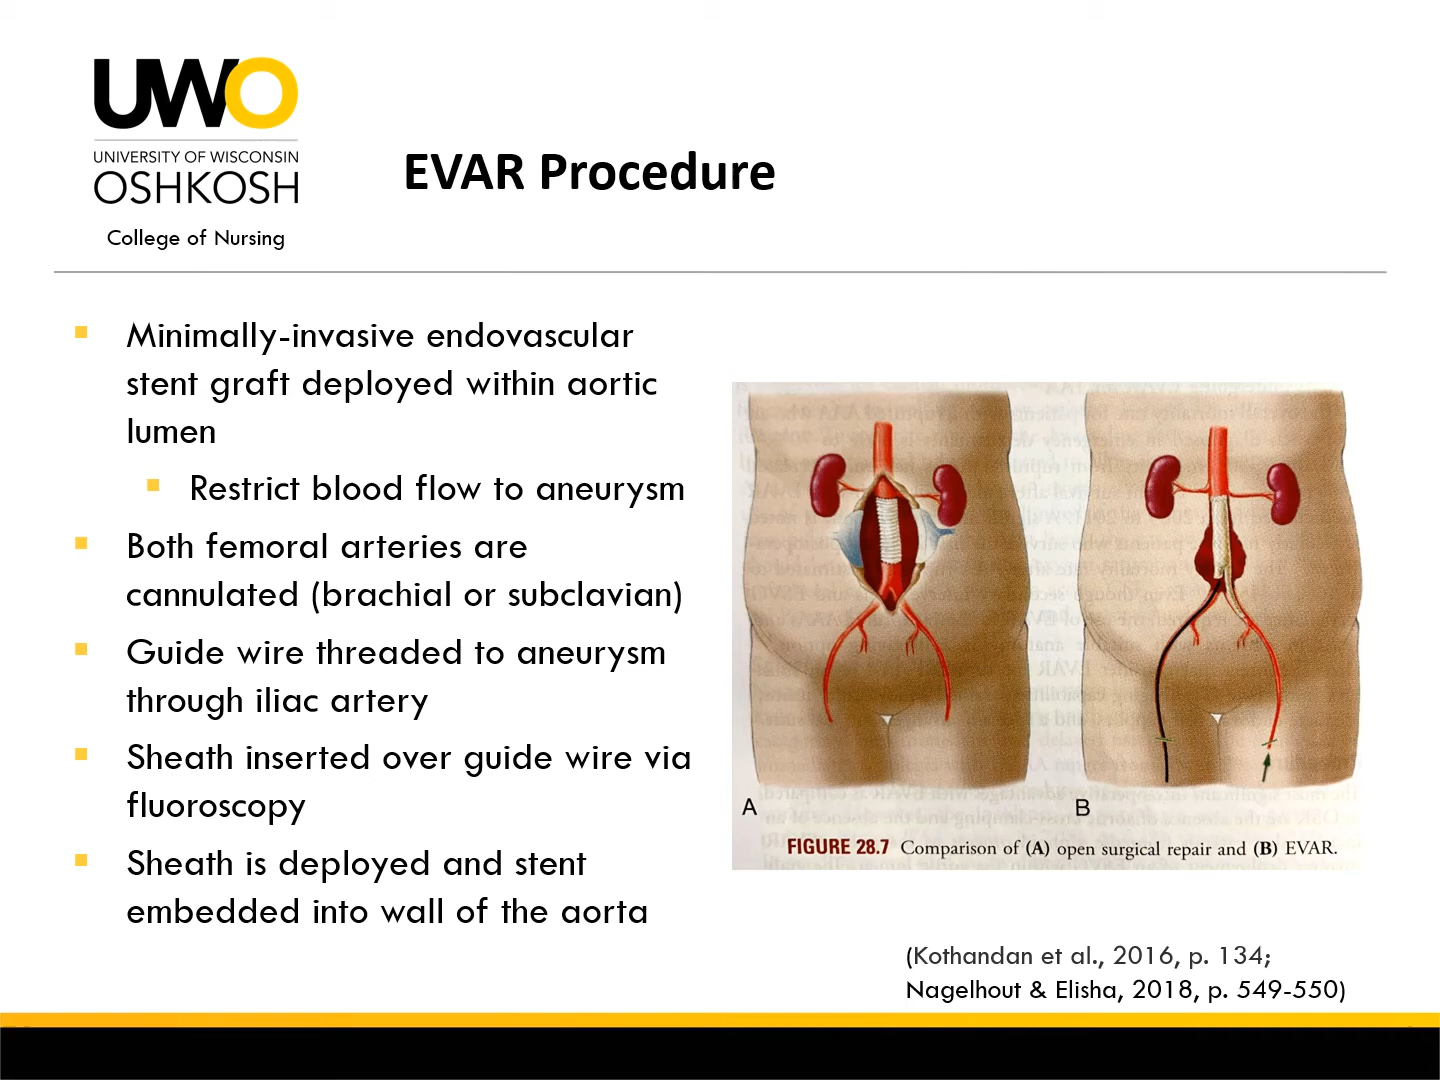 UWO
UNIVERSITY OF WISCONSIN
OSHKOSH
College of Nursing
EVAR Procedure
Minimally-invasive endovascular
stent graft deployed within aortic
lumen
Restrict blood flow to aneurysm
Both femoral arteries are
cannulated (brachial or subclavian)
Guide wire threaded to aneurysm
through iliac artery
Sheath inserted over guide wire via
fluoroscopy
Sheath is deployed and stent
embedded into wall of the aorta
A
B
FIGURE 28.7 Comparison of (A) open surgical repair and (B) EVAR.
(Kothandan et al., 2016, p. 134;
Nagelhout & Elisha, 2018, p. 549-550)